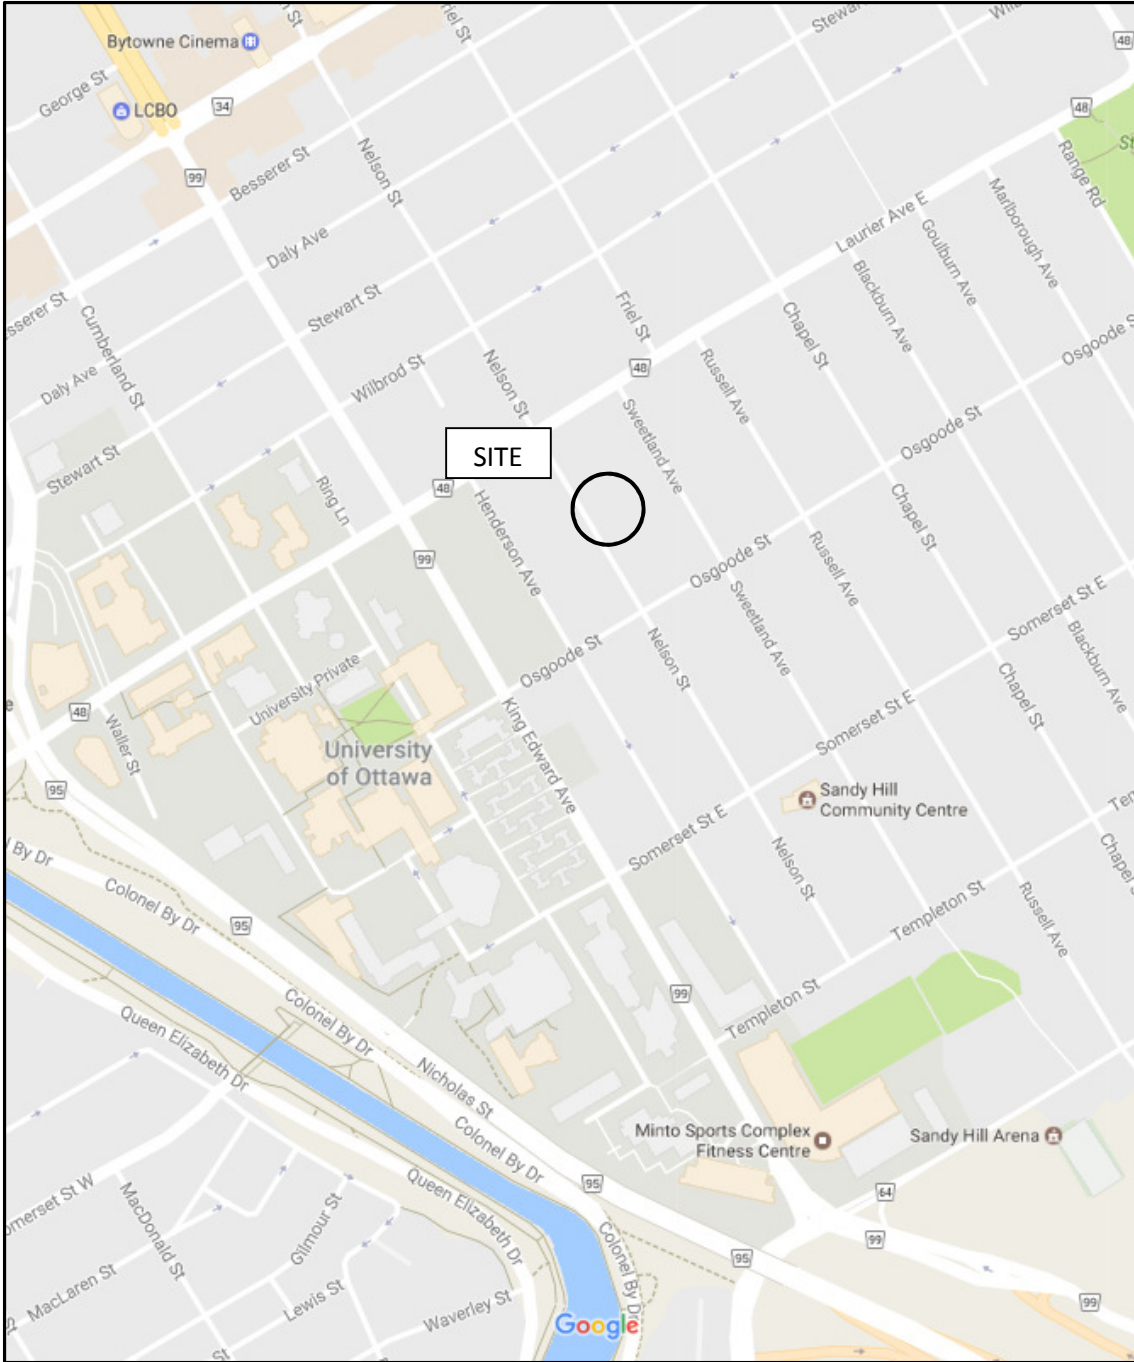 Friel St
Stewart
Wilb
Bytowne Cinema
48
George St
LCBO
34
48
St
Nelson St
Besserer St
99
Range Rd
Marlborough Ave
Laurier Ave E
Goulburn Ave
Daly Ave
Blackburn Ave
Besserer St
Cumberland St
Stewart St
Friel St
Chapel St
Osgoode S
Daly Ave
Wilbrod St
Nelson St
48
Russell Ave
Sweetland Ave
Osgoode St
SITE
Stewart St
48
Ring Ln
Henderson Ave
Chapel St
99
Osgoode St
Russell Ave
Sweetland Ave
Somerset St E
Nelson St
Osgoode St
Blackburn Ave
University Private
Chapel St
48
Waller St
King Edward Ave
Somerset St E
University
of Ottawa
95
Sandy Hill
Community Centre
Somerset St E
Nelson St
Chapel S
l By Dr
Colonel By Dr
95
Templeton St
Russell Ave
99
Colonel By Dr
Templeton St
Queen Elizabeth Dr
Nicholas St
Colonel By Dr
Minto Sports Complex
Fitness Centre
Sandy Hill Arena
Somerset St W
MacDonald St
Gilmour St
Queen Elizabeth Dr
95
64
Colonel By Dr
99
95
MacLaren St
Lewis St
Waverley St
99
Google